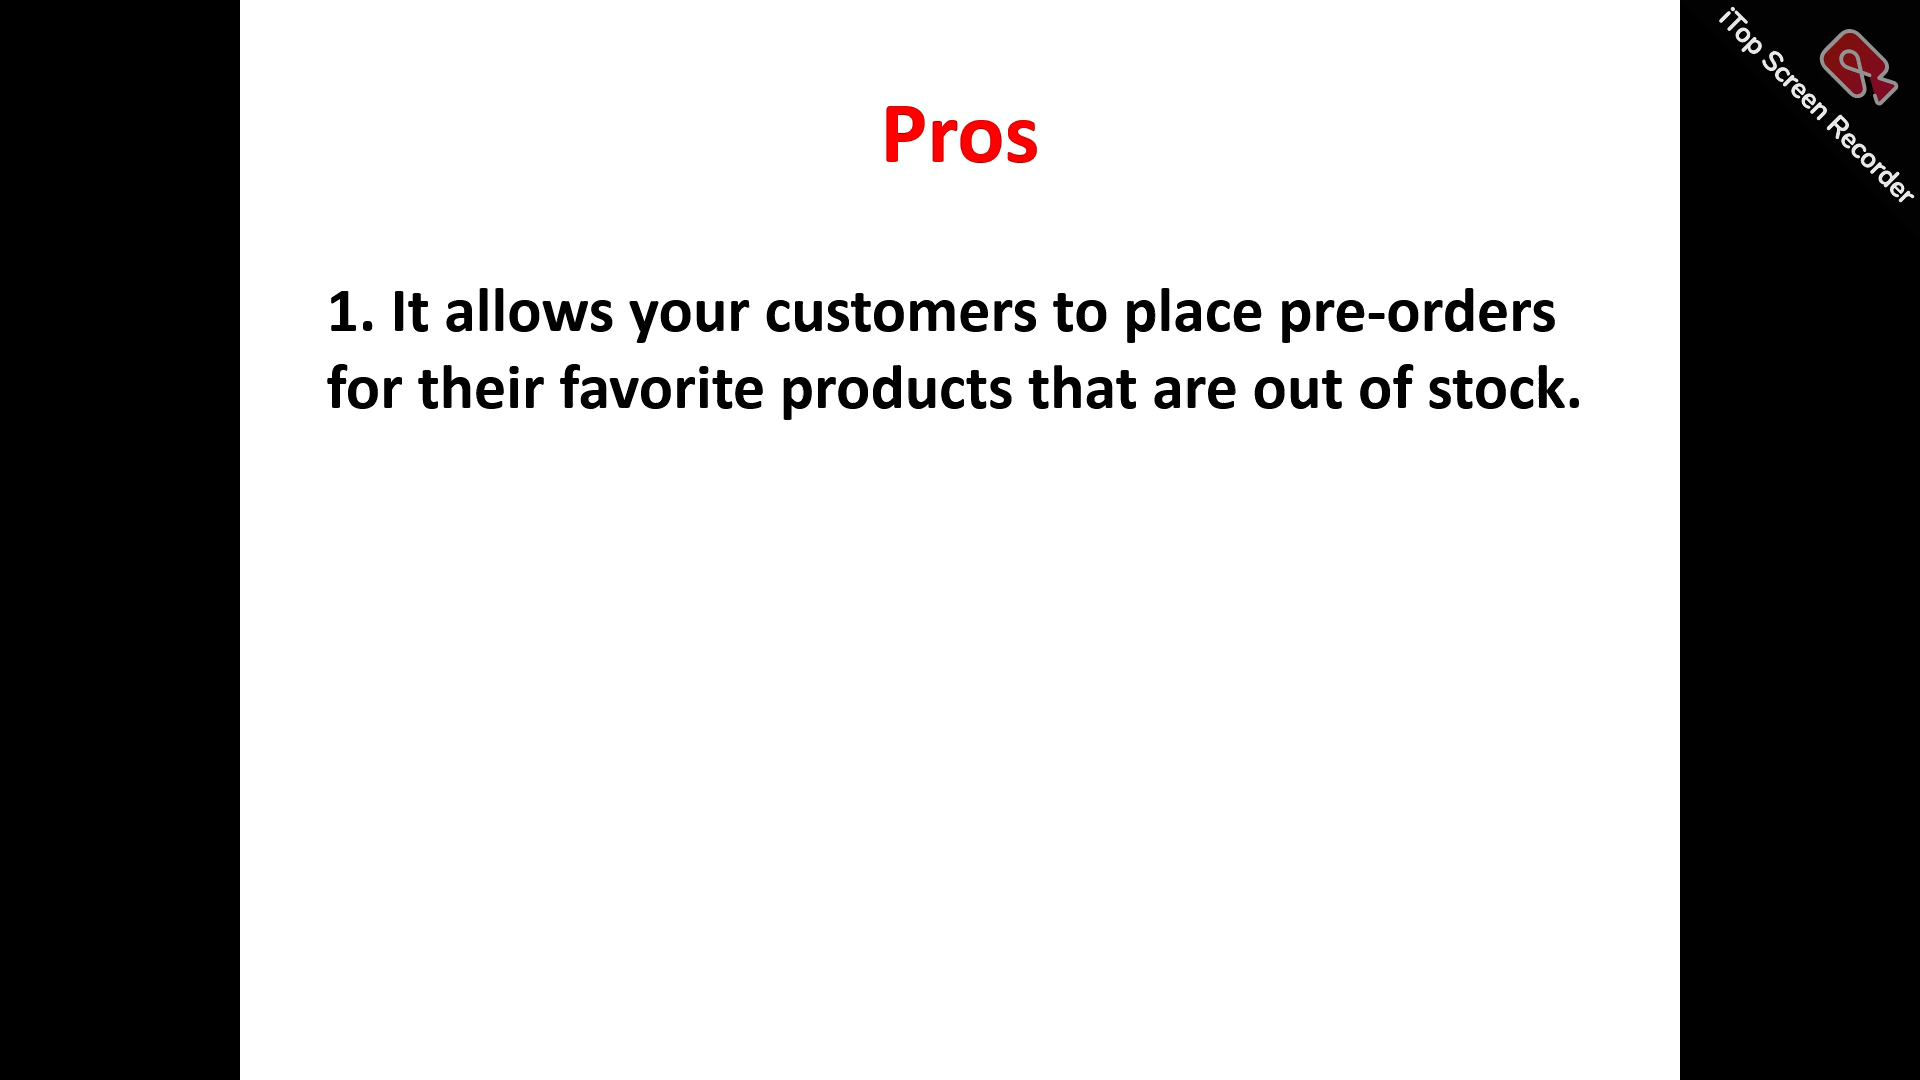 Pros
1. It allows your customers to place pre-orders
for their favorite products that are out of stock.
iTop Screen Recorder